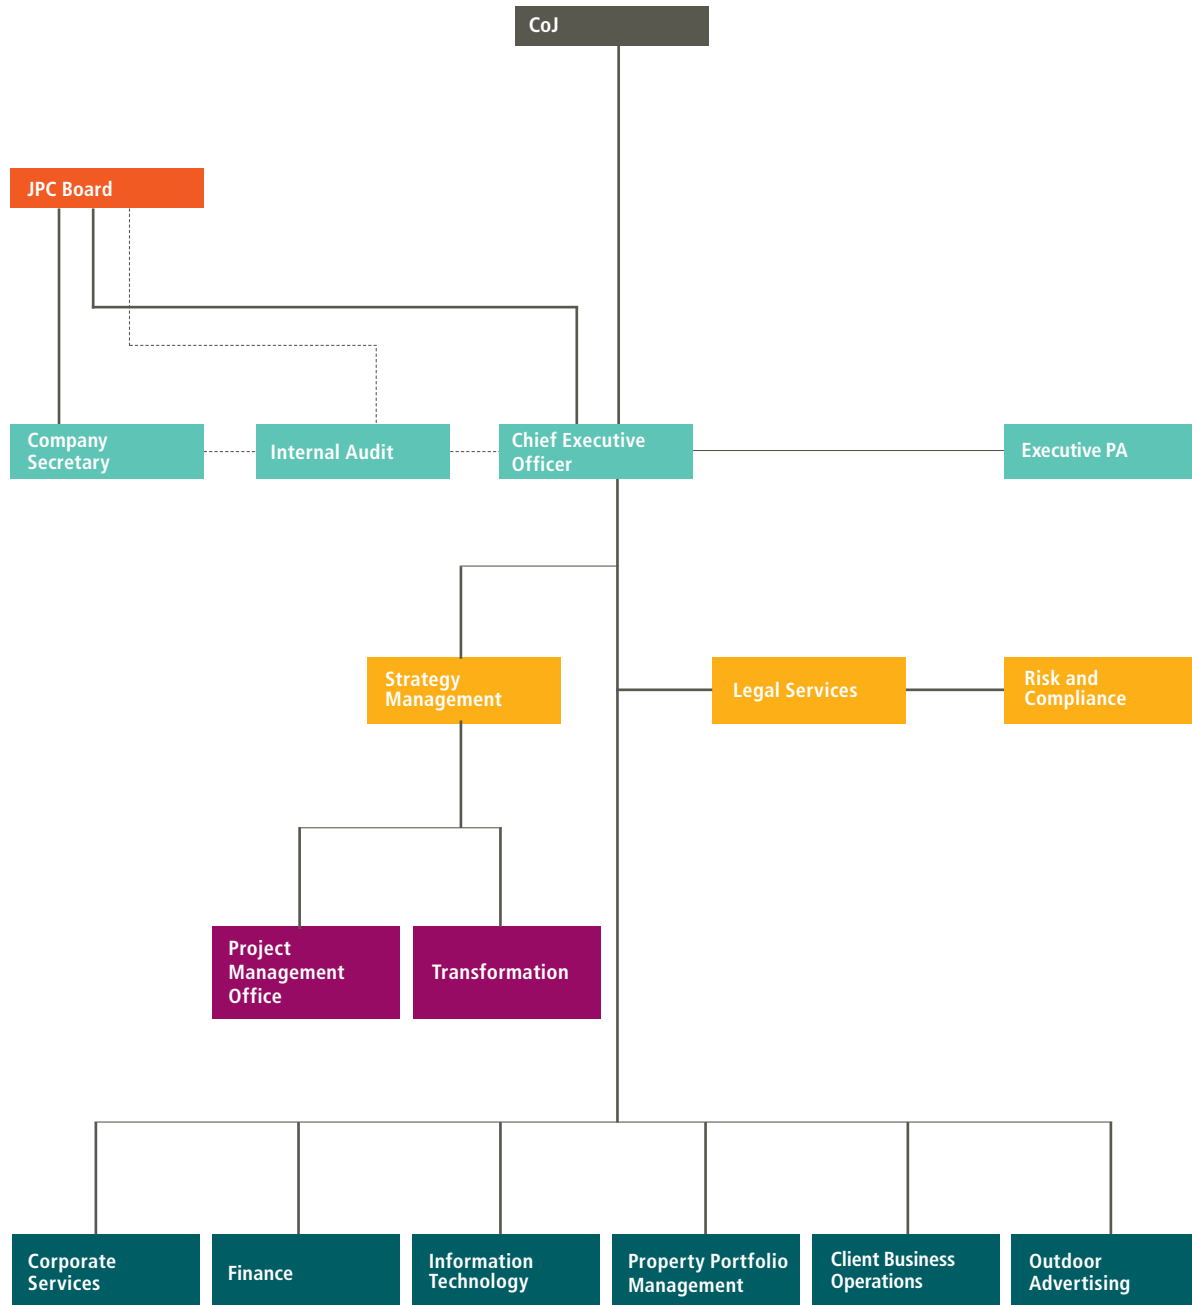 CoJ
JPC Board
Company
Secretary
Internal Audit
Chief Executive
Officer
Executive PA
Strategy
Management
Legal Services
Risk and
Compliance
Project
Management
Office
Transformation
Corporate
Services
Finance
Information
Technology
Property Portfolio
Management
Client Business
Operations
Outdoor
Advertising